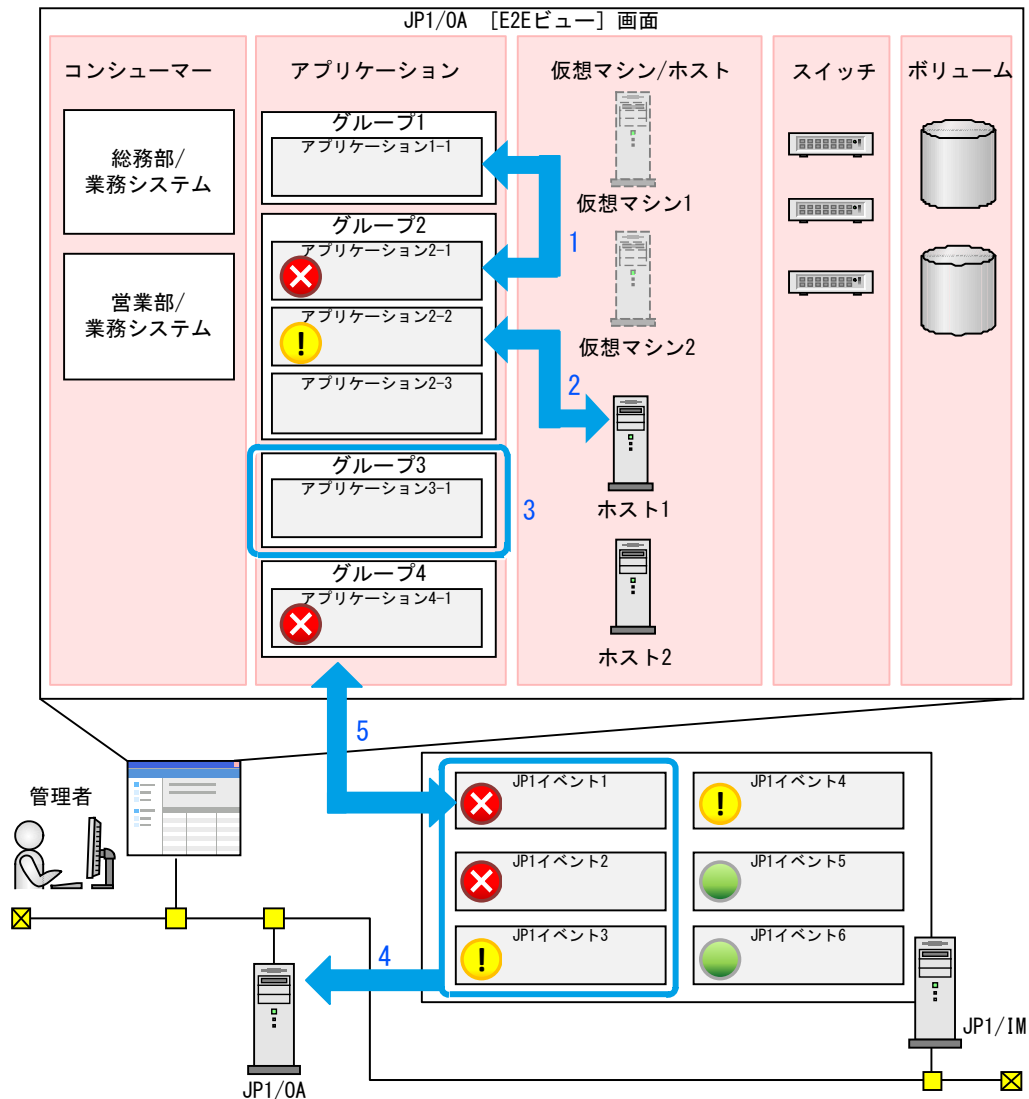 JP1/OA [E2Eビュー] 画面
コンシューマー
アプリケーション
仮想マシン/ホスト
スイッチ
ボリューム
総務部/
業務システム
営業部/
業務システム
グループ1
アプリケーション1-1
グループ2
アプリケーション2-1
アプリケーション2-2
アプリケーション2-3
グループ3
アプリケーション3-1
グループ4
アプリケーション4-1
1
2
3
仮想マシン1
仮想マシン2
ホスト1
ホスト2
5
管理者
JP1イベント1
JP1イベント2
JP1イベント3
JP1イベント4
JP1イベント5
JP1イベント6
4
JP1/OA
JP1/IM